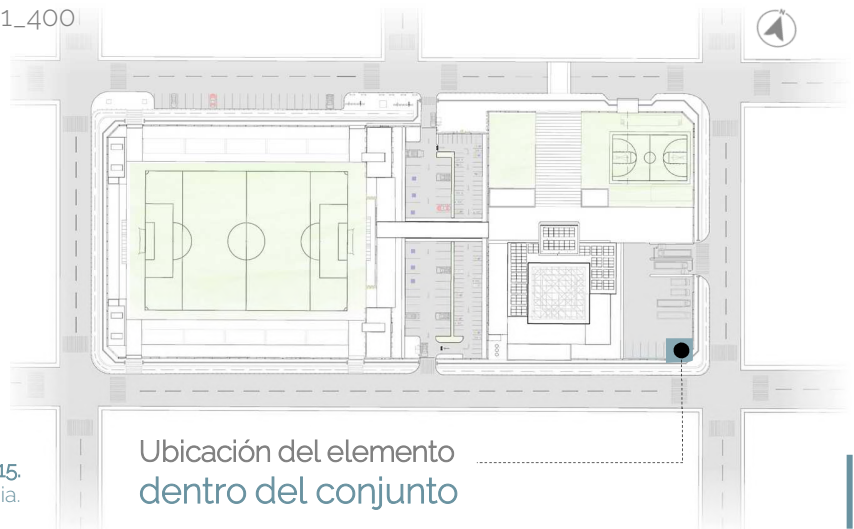 1_400
N
Ubicación del elemento
dentro del conjunto
15.
ia.